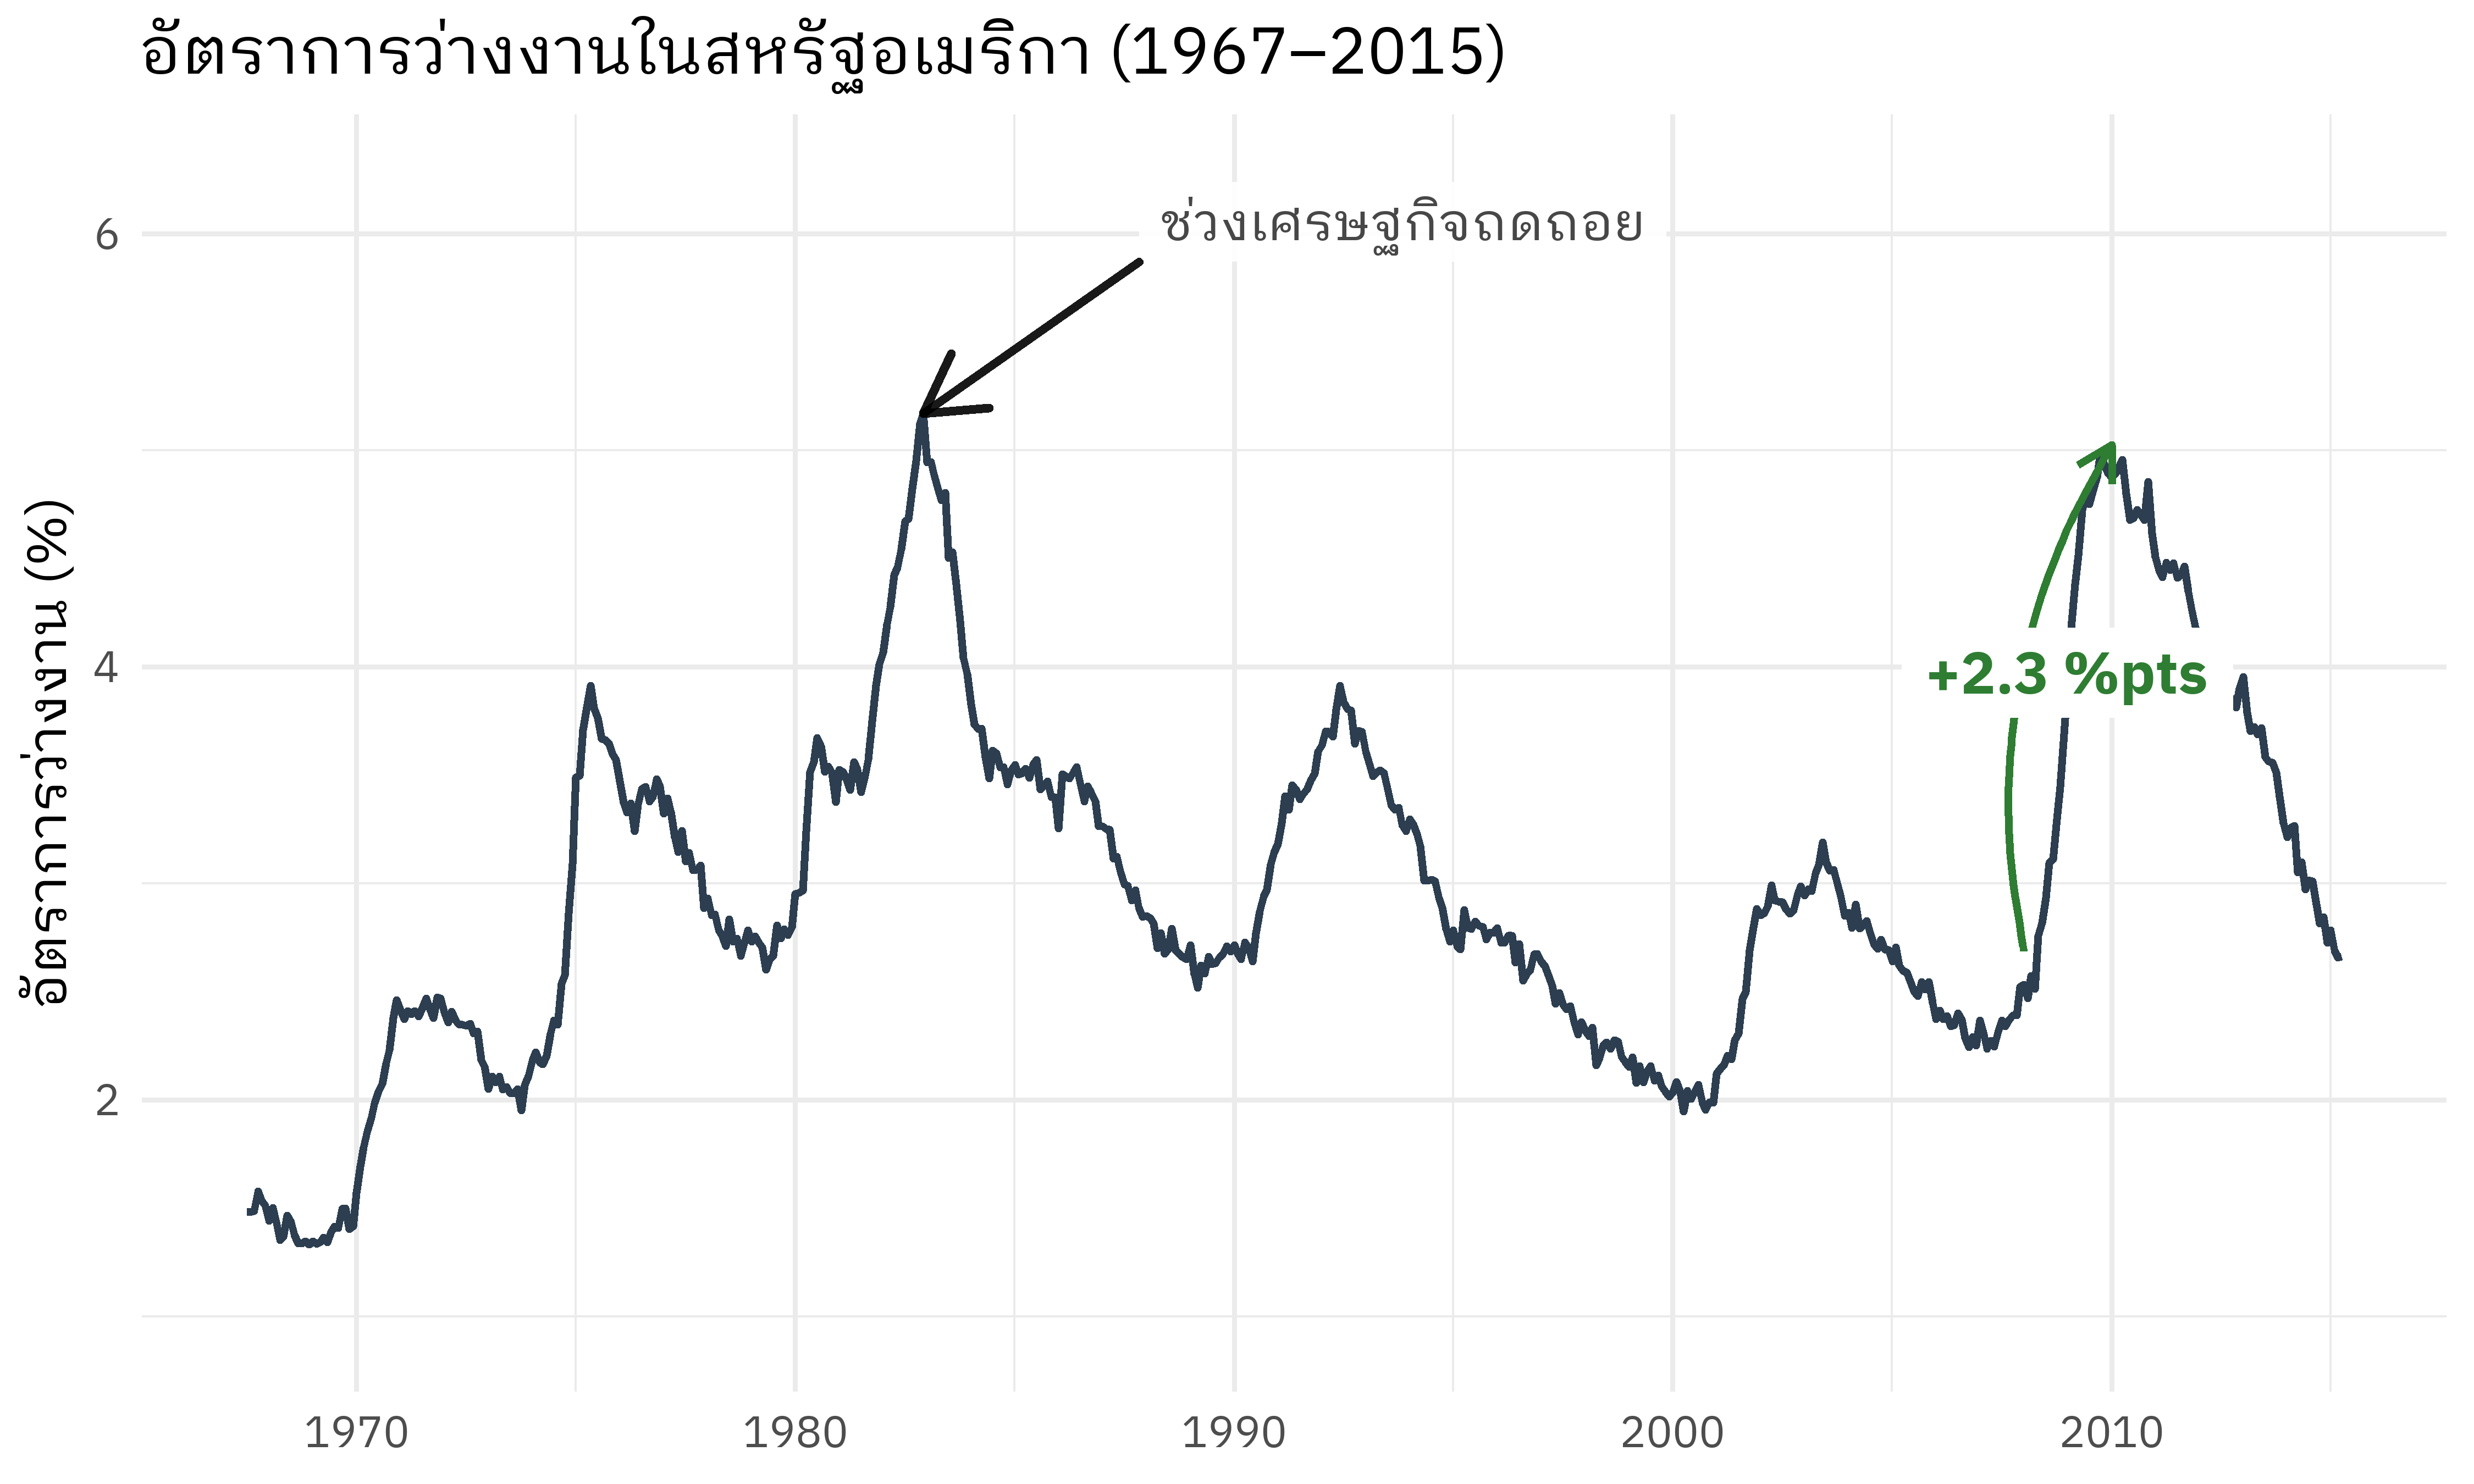 อัตราการว่างงานในสหรัฐอเมริกา (1967–2015)
อัตราการว่างงาน (%)
6
4
2
ช่วงเศรษฐกิจถดถอย
+2.3 %pts
1970
1980
1990
2000
2010